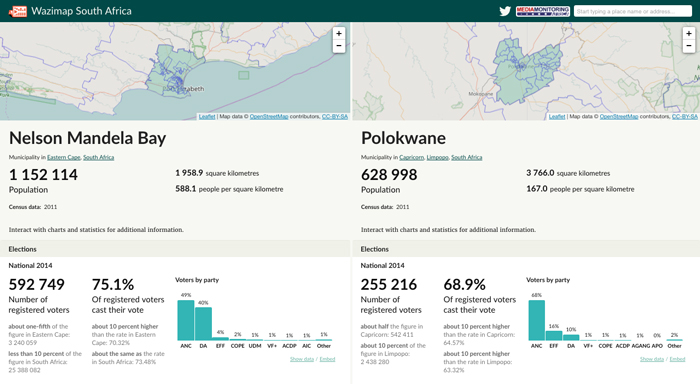 Wazimap South Africa
MEDIAMONITORING
Start typing a place name or address ...
+
−
Leaflet | Map data © OpenStreetMap contributors, CC-BY-SA
Nelson Mandela Bay
Municipality in Eastern Cape, South Africa
1 152 114
Population
1 958.9 square kilometres
588.1 people per square kilometre
Census data: 2011
Interact with charts and statistics for additional information.
Elections
National 2014
592 749
Number of
registered voters
about one-fifth of the
figure in Eastern Cape:
3 240 059
less than 10 percent of the
figure in South Africa:
25 388 082
75.1%
Of registered voters
cast their vote
about 10 percent higher
than the rate in Eastern
Cape: 70.32%
about the same as the rate
in South Africa: 73.48%
Voters by party
49% 40% 4% 2% 1% 1% 1% 1% 1%
ANC DA EFF COPE UDM VF+ ACDP AIC Other
Show data / Embed
+
−
Mokopane
Leaflet | Map data © OpenStreetMap contributors, CC-BY-SA
Polokwane
Municipality in Capricorn, Limpopo, South Africa
628 998
Population
3 766.0 square kilometres
167.0 people per square kilometre
Census data: 2011
Interact with charts and statistics for additional information.
Elections
National 2014
255 216
Number of
registered voters
about half the figure in
Capricorn: 542 411
about 10 percent of the
figure in Limpopo:
2 438 280
68.9%
Of registered voters
cast their vote
about 10 percent higher
than the rate in Capricorn:
64.57%
about 10 percent higher
than the rate in Limpopo:
63.32%
Voters by party
68% 16% 10% 1% 1% 1% 1% 0% 2%
ANC EFF DA VF+ COPE ACDP AGANG APO Other
Show data / Embed